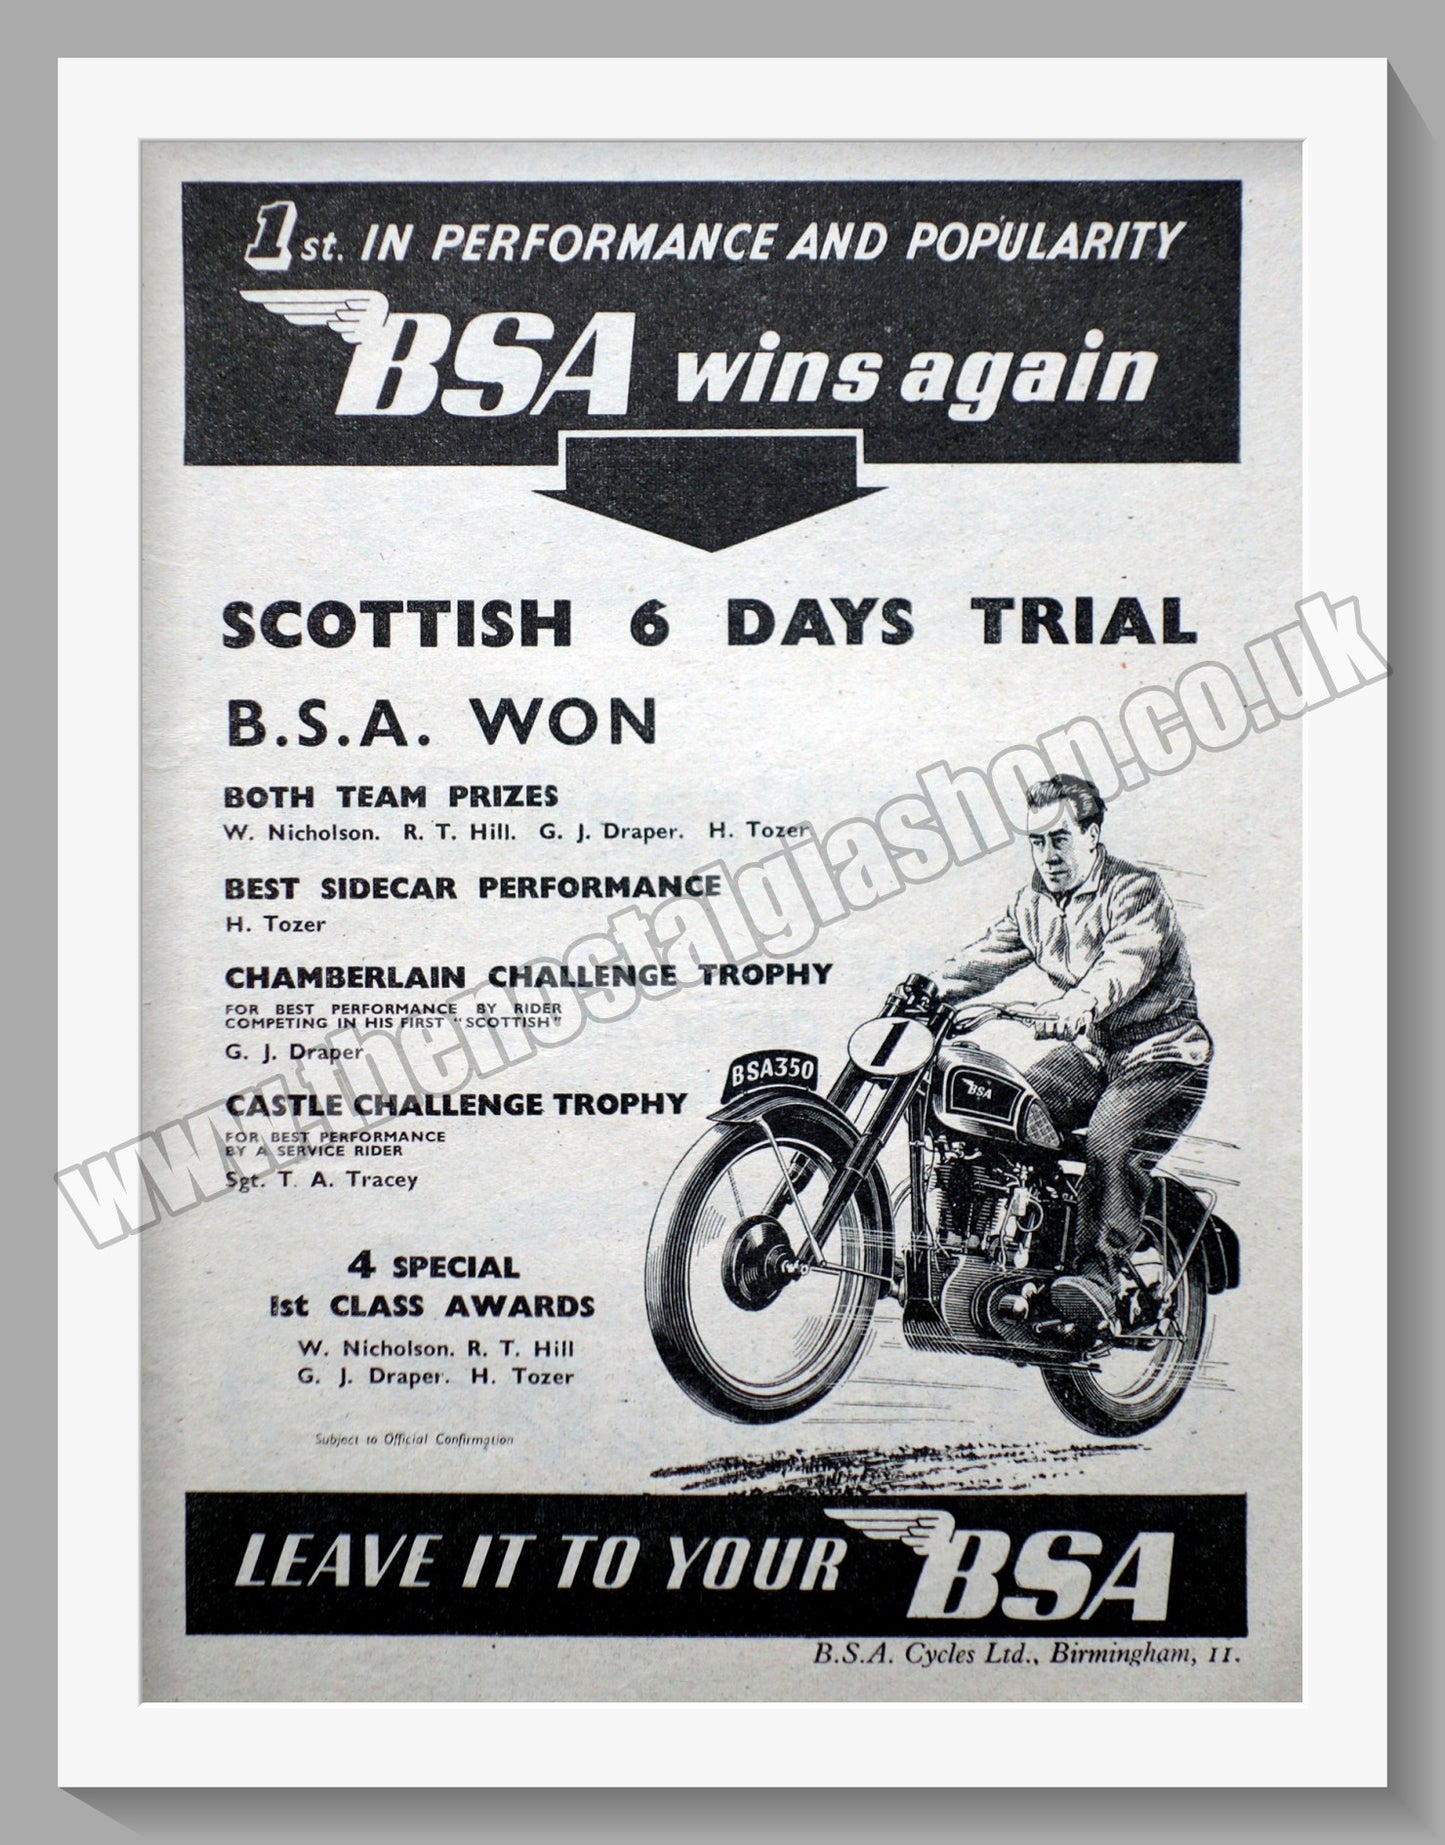 1st. IN PERFORMANCE AND POPULARITY
BSA wins again
SCOTTISH 6 DAYS TRIAL
B.S.A. WON
BOTH TEAM PRIZES
W. Nicholson. R. T. Hill. G. J. Draper. H. Tozer
BEST SIDECAR PERFORMANCE
H. Tozer
CHAMBERLAIN CHALLENGE TROPHY
FOR BEST PERFORMANCE BY RIDER
COMPETING IN HIS FIRST "SCOTTISH"
G. J. Draper
CASTLE CHALLENGE TROPHY
FOR BEST PERFORMANCE
BY A SERVICE RIDER
Sgt. T. A. Tracey
4 SPECIAL
1st CLASS AWARDS
W. Nicholson. R. T. Hill
G. J. Draper. H. Tozer
Subject to Official Confirmation
1
BSA350
BSA
LEAVE IT TO YOUR BSA
B.S.A. Cycles Ltd., Birmingham, 11.
www.thenostalgiashop.co.uk